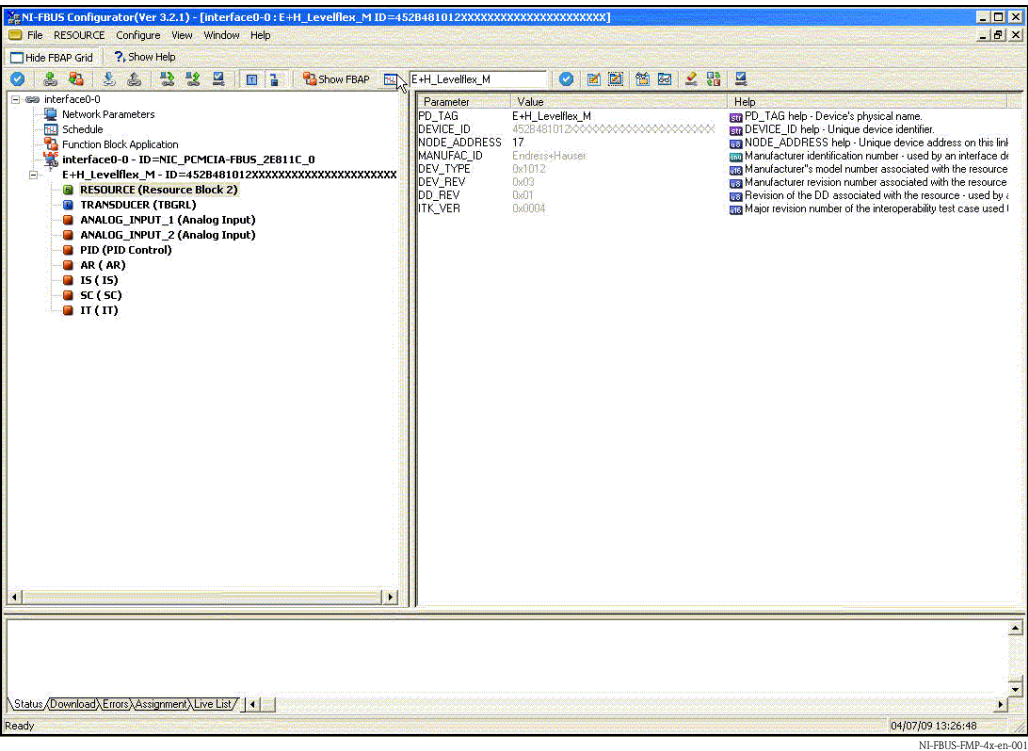 NI-FBUS Configurator(Ver 3.2.1) - [interface0-0 : E+H_Levelflex_M ID=452B481012XXXXXXXXXXXXXXXXXXXXXX]
File RESOURCE Configure View Window Help
Hide FBAP Grid ? Show Help
Show FBAP E+H_Levelflex_M
interface0-0
Network Parameters
Schedule
Function Block Application
interface0-0 - ID=NIC_PCMCIA-FBUS_2E811C_0
E+H_Levelflex_M - ID=452B481012XXXXXXXXXXXXXXXXXXXXXX
RESOURCE (Resource Block 2)
TRANSDUCER (TBGRL)
ANALOG_INPUT_1 (Analog Input)
ANALOG_INPUT_2 (Analog Input)
PID (PID Control)
AR ( AR)
IS ( IS)
SC ( SC)
IT ( IT)
Parameter Value Help
PD_TAG E+H_Levelflex_M str PD_TAG help - Device's physical name.
DEVICE_ID 452B481012XXXXXXXXXXXXXXXXXXXXXX str DEVICE_ID help - Unique device identifier.
NODE_ADDRESS 17 u8 NODE_ADDRESS help - Unique device address on this link
MANUFAC_ID Endress+Hauser Manufacturer identification number - used by an interface de
DEV_TYPE 0x1012 u16 Manufacturer''s model number associated with the resource
DEV_REV 0x03 u8 Manufacturer revision number associated with the resource
DD_REV 0x01 u8 Revision of the DD associated with the resource - used by
ITK_VER 0x0004 u16 Major revision number of the interoperability test case used
Status Download Errors Assignment Live List
Ready 04/07/09 13:26:48
NI-FBUS-FMP-4x-en-001